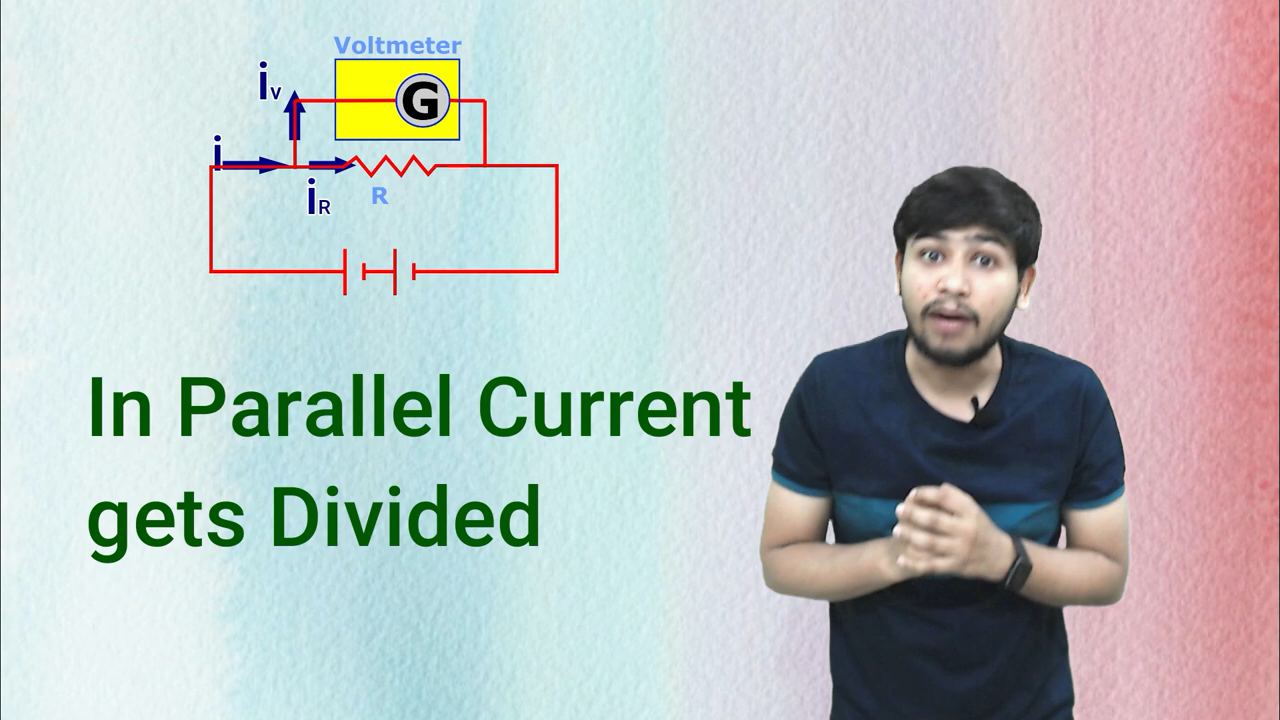 Voltmeter
iv
G
i
iR
R
In Parallel Current
gets Divided